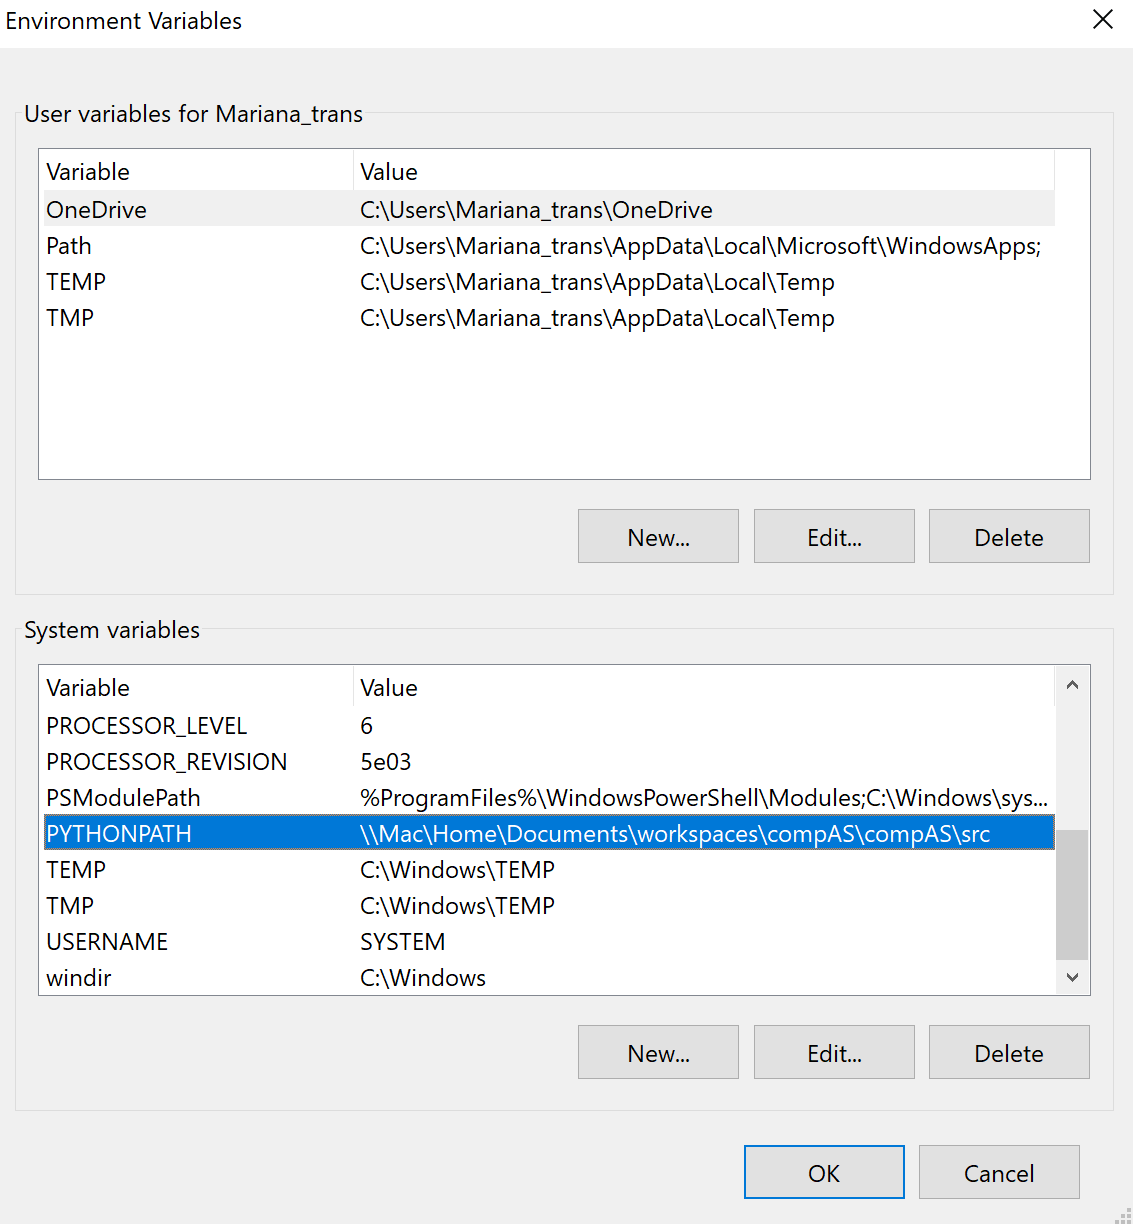 Environment Variables
User variables for Mariana_trans
Variable Value
OneDrive C:\Users\Mariana_trans\OneDrive
Path C:\Users\Mariana_trans\AppData\Local\Microsoft\WindowsApps;
TEMP C:\Users\Mariana_trans\AppData\Local\Temp
TMP C:\Users\Mariana_trans\AppData\Local\Temp
New... Edit... Delete
System variables
Variable Value
PROCESSOR_LEVEL 6
PROCESSOR_REVISION 5e03
PSModulePath %ProgramFiles%\WindowsPowerShell\Modules;C:\Windows\sys...
PYTHONPATH \\Mac\Home\Documents\workspaces\compAS\compAS\src
TEMP C:\Windows\TEMP
TMP C:\Windows\TEMP
USERNAME SYSTEM
windir C:\Windows
New... Edit... Delete
OK Cancel